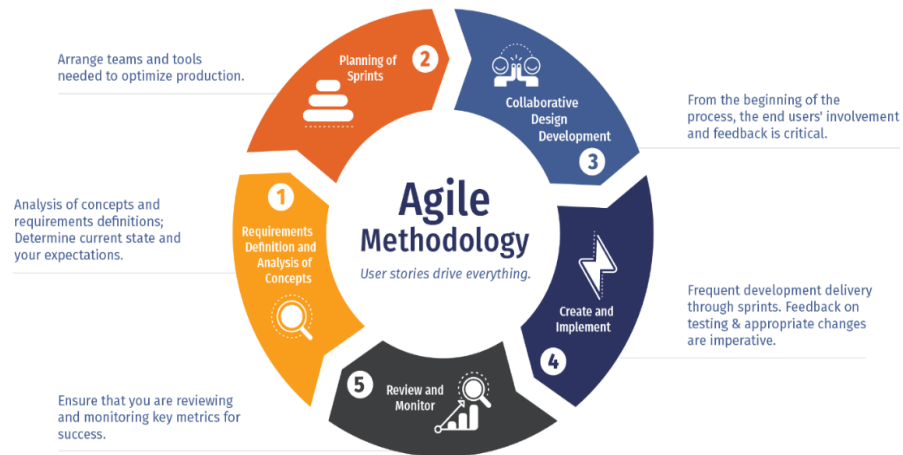 Agile
Methodology
User stories drive everything.
1
Requirements
Definition and
Analysis of
Concepts
Analysis of concepts and
requirements definitions;
Determine current state and
your expectations.
2
Planning of
Sprints
Arrange teams and tools
needed to optimize production.
Collaborative
Design
Development
3
From the beginning of the
process, the end users' involvement
and feedback is critical.
Create and
Implement
4
Frequent development delivery
through sprints. Feedback on
testing & appropriate changes
are imperative.
5
Review and
Monitor
Ensure that you are reviewing
and monitoring key metrics for
success.